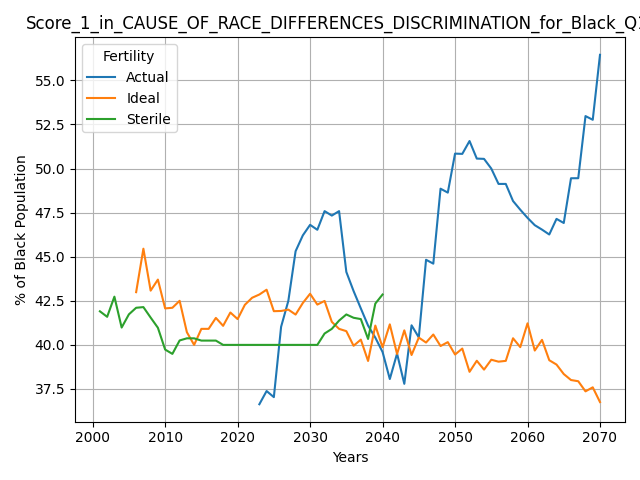 Score_1_in_CAUSE_OF_RACE_DIFFERENCES_DISCRIMINATION_for_Black_Q
Fertility
Actual
Ideal
Sterile
55.0
52.5
50.0
47.5
45.0
42.5
40.0
37.5
% of Black Population
2000 2010 2020 2030 2040 2050 2060 2070
Years